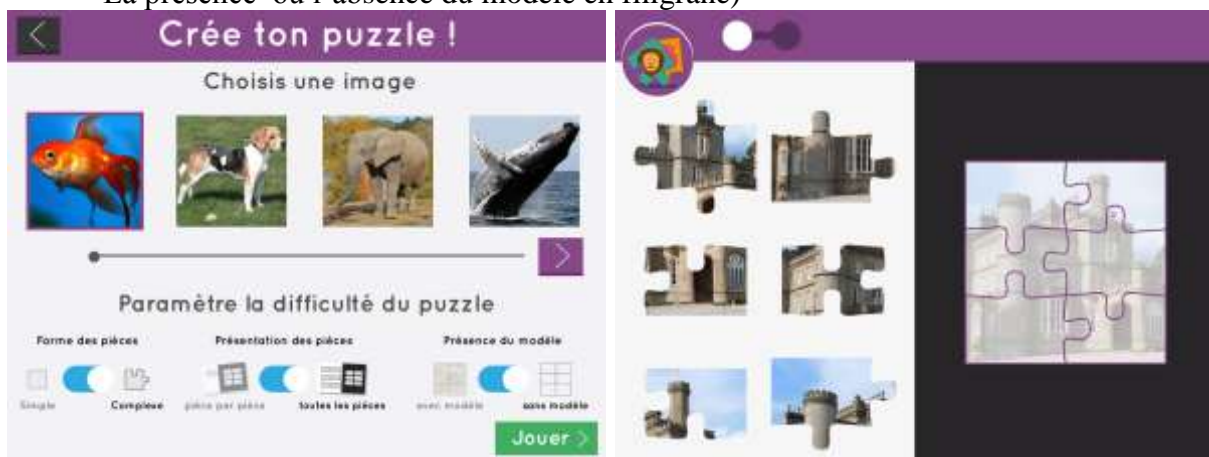 La présence ou l'absence du modèle en filigrane)
Crée ton puzzle !
Choisis une image
Paramètre la difficulté du puzzle
Forme des pièces Présentation des pièces Présence du modèle
Simple Complexe pièce par pièce toutes les pièces avec modèle sans modèle
Jouer